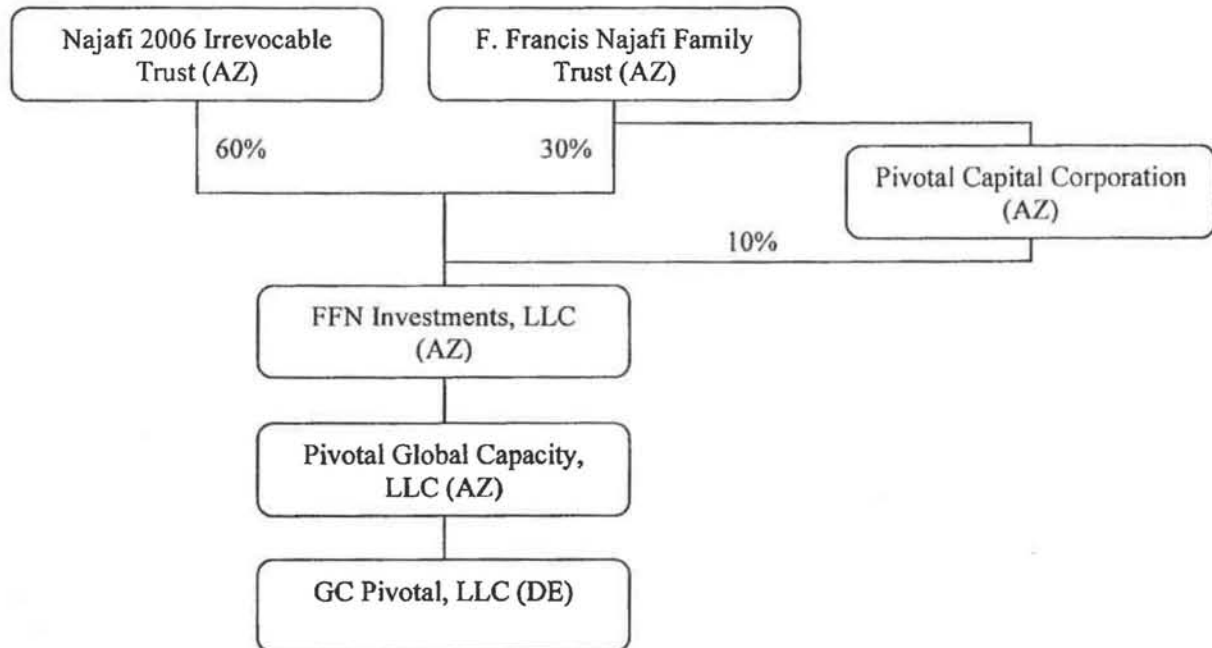 Najafi 2006 Irrevocable
Trust (AZ)
F. Francis Najafi Family
Trust (AZ)
60%
30%
Pivotal Capital Corporation
(AZ)
10%
FFN Investments, LLC
(AZ)
Pivotal Global Capacity,
LLC (AZ)
GC Pivotal, LLC (DE)